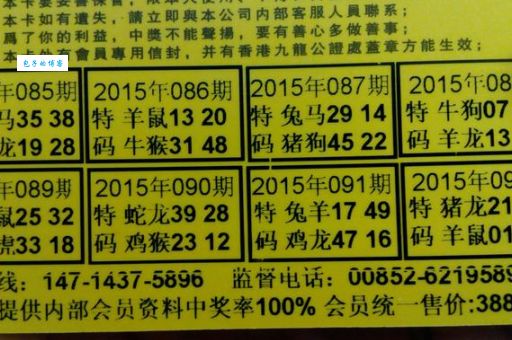 本卡如有遺失,請立即與本公司内部客服人員聯系;
爲了你的利益,中獎不能聲揚,要有善心多做善事;
本卡外有會員專用信封,并有香港九龍公證處蓋章方能生效;
包子的博客
年085期 2015年086期 2015年087期 2015年08
马35 38 特 羊鼠13 20 特 兔马29 14 特 牛狗07
龙19 28 码 牛猴31 48 码 猪狗45 22 码 羊龙13
年089期 2015年090期 2015年091期 2015年09
鼠25 32 特 蛇龙39 28 特 兔羊17 49 特 猪龙21
虎33 18 码 鸡猴23 12 码 鸡龙47 16 码 羊鼠01
线: 147-1437-5896 监督电话: 00852-6219589
提供内部会员资料中奖率100% 会员统一售价:388